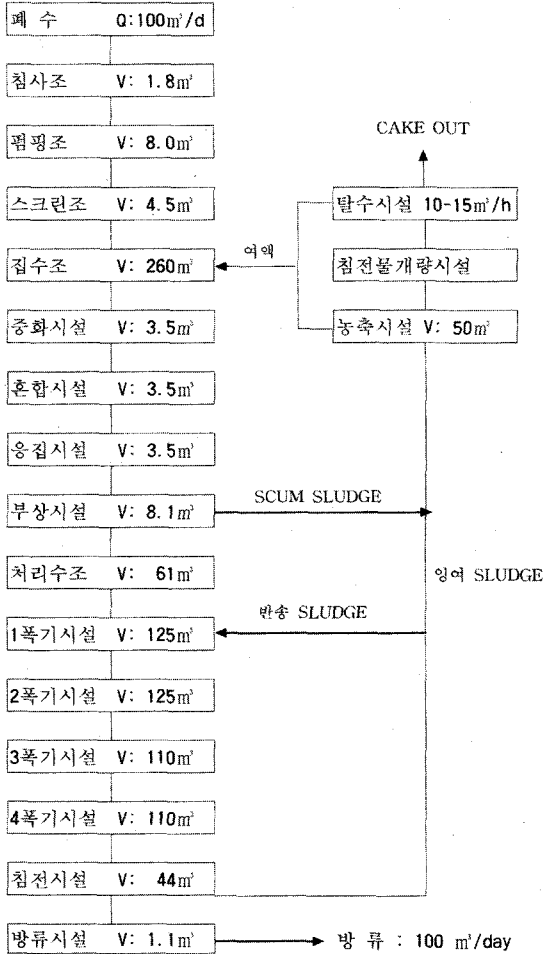 폐 수 Q:100㎥/d
침사조 V: 1.8㎥
펌핑조 V: 8.0㎥
스크린조 V: 4.5㎥
집수조 V: 260㎥
중화시설 V: 3.5㎥
혼합시설 V: 3.5㎥
응집시설 V: 3.5㎥
부상시설 V: 8.1㎥
처리수조 V: 61㎥
1폭기시설 V: 125㎥
2폭기시설 V: 125㎥
3폭기시설 V: 110㎥
4폭기시설 V: 110㎥
침전시설 V: 44㎥
방류시설 V: 1.1㎥
CAKE OUT
탈수시설 10-15㎥/h
침전물개량시설
농축시설 V: 50㎥
여액
SCUM SLUDGE
잉여 SLUDGE
반송 SLUDGE
방 류 : 100 ㎥/day